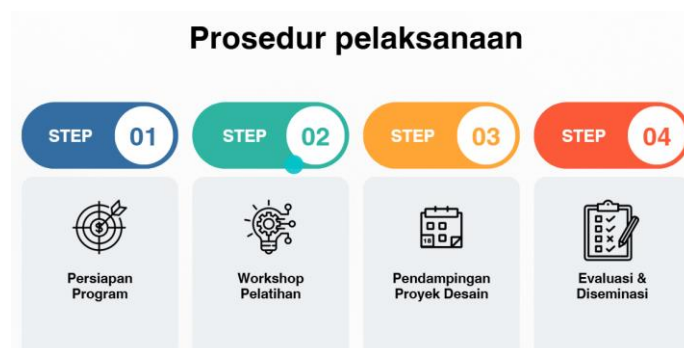 Prosedur pelaksanaan
STEP 01
STEP 02
STEP 03
STEP 04
Persiapan
Program
Workshop
Pelatihan
Pendampingan
Proyek Desain
Evaluasi &
Diseminasi